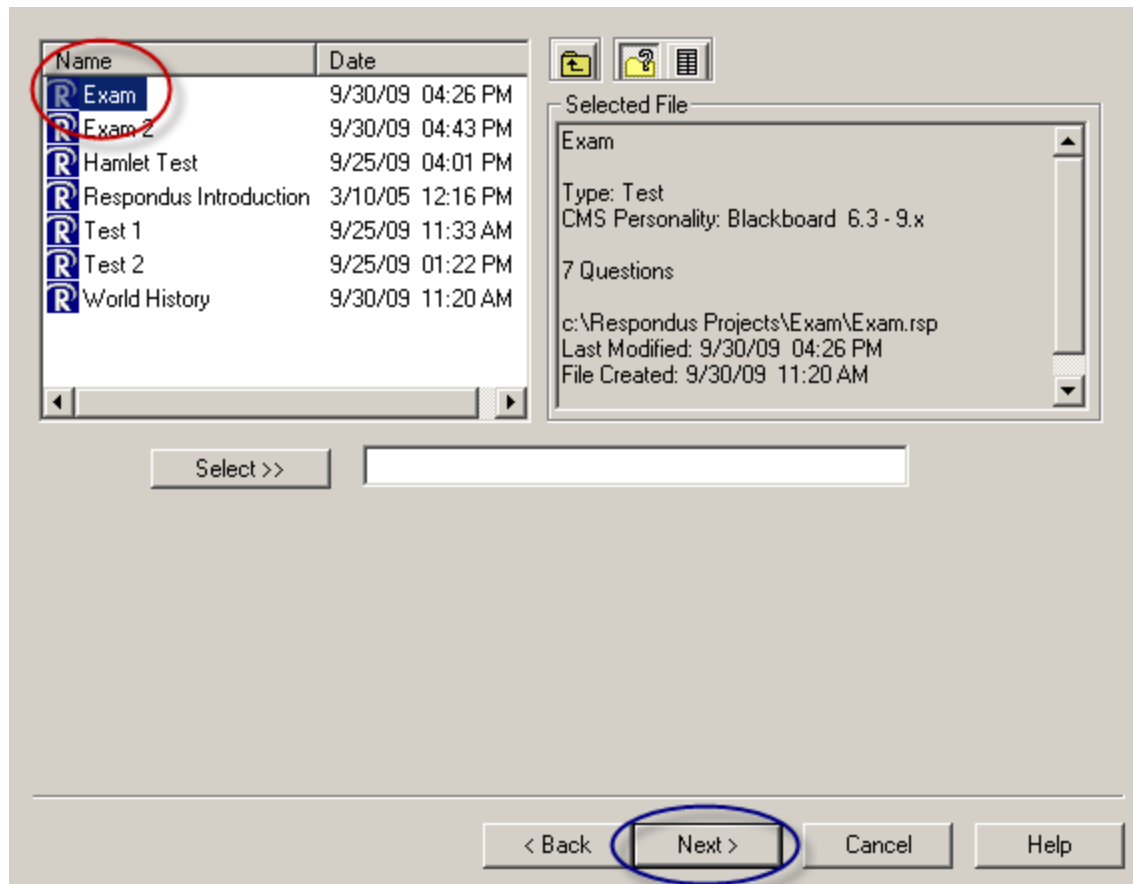 Name Date
Exam 9/30/09 04:26 PM
Exam 2 9/30/09 04:43 PM
Hamlet Test 9/25/09 04:01 PM
Respondus Introduction 3/10/05 12:16 PM
Test 1 9/25/09 11:33 AM
Test 2 9/25/09 01:22 PM
World History 9/30/09 11:20 AM
Selected File
Exam
Type: Test
CMS Personality: Blackboard 6.3 - 9.x
7 Questions
c:\Respondus Projects\Exam\Exam.rsp
Last Modified: 9/30/09 04:26 PM
File Created: 9/30/09 11:20 AM
Select >>
< Back Next > Cancel Help